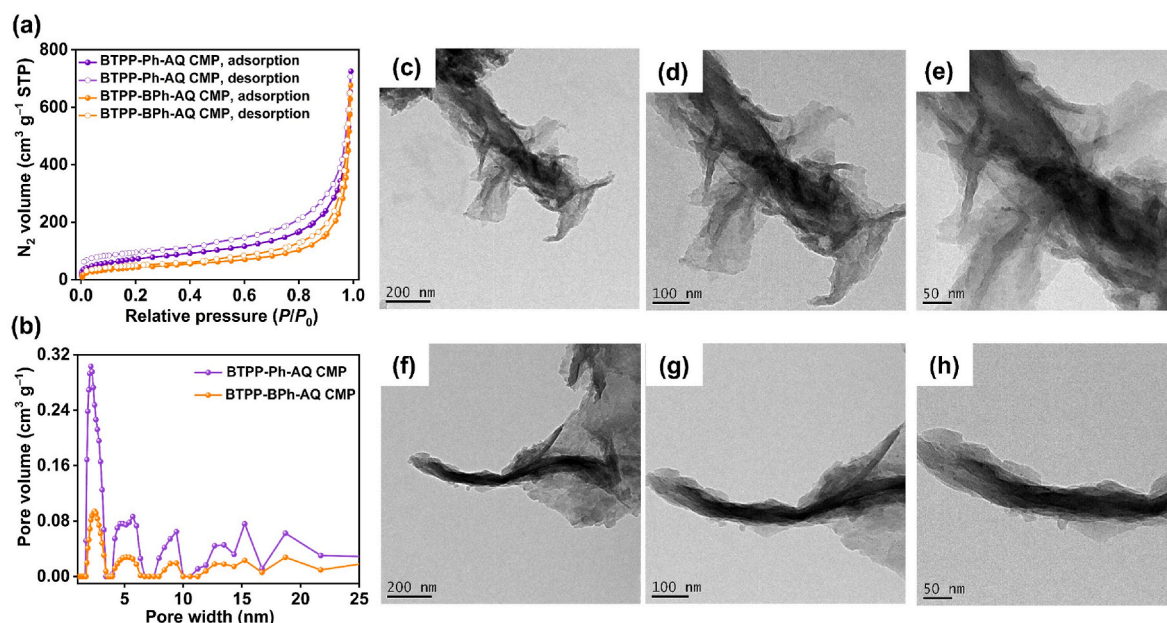 (a)
800
600
400
200
0
N₂ volume (cm³ g⁻¹ STP)
BTPP-Ph-AQ CMP, adsorption
BTPP-Ph-AQ CMP, desorption
BTPP-BPh-AQ CMP, adsorption
BTPP-BPh-AQ CMP, desorption
0.0 0.2 0.4 0.6 0.8 1.0
Relative pressure (P/P₀)
(b)
0.32
0.24
0.16
0.08
0.00
Pore volume (cm³ g⁻¹)
BTPP-Ph-AQ CMP
BTPP-BPh-AQ CMP
5 10 15 20 25
Pore width (nm)
(c)
200 nm
(d)
100 nm
(e)
50 nm
(f)
200 nm
(g)
100 nm
(h)
50 nm